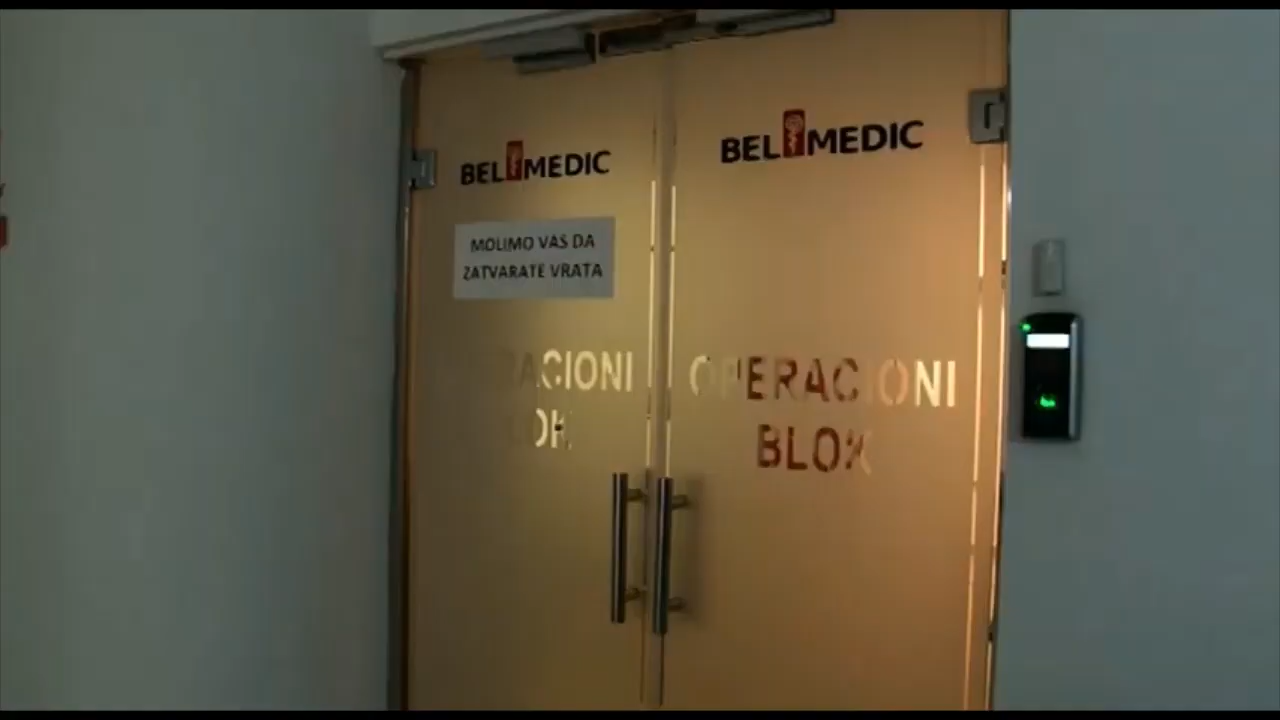 BELMEDIC
MOLIMO VAS DA
ZATVARATE VRATA
BELMEDIC
OPERACIONI
BLOK